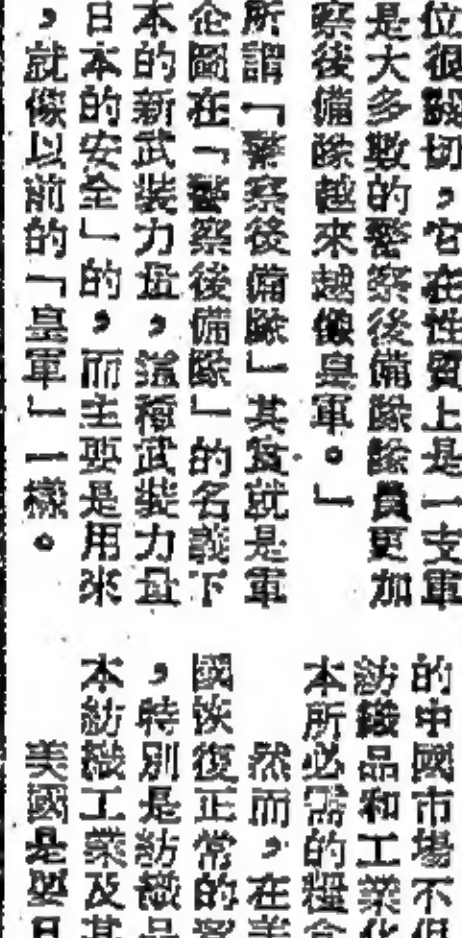 位很密切，它在性質上是一支軍
是大多數的警察後備隊隊員更加
察後備隊越來越像皇軍。」
所謂「警察後備隊」其實就是軍
企圖在「警察後備隊」的名義下
本的新武裝力量，這種武裝力量
日本的安全」的，而主要是用來
，就像以前的「皇軍」一樣。
的中國市場不但
紡織品和工業化
本所必需的糧食
然而，在美
國恢復正常的貿
，特別是紡織品
本紡織工業及其
美國是要日